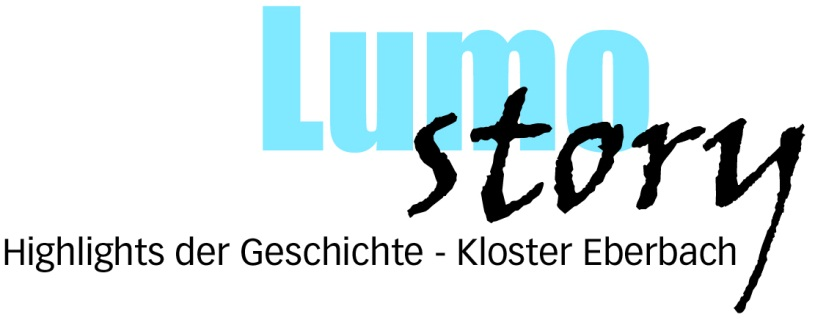 Lumo
story
Highlights der Geschichte - Kloster Eberbach